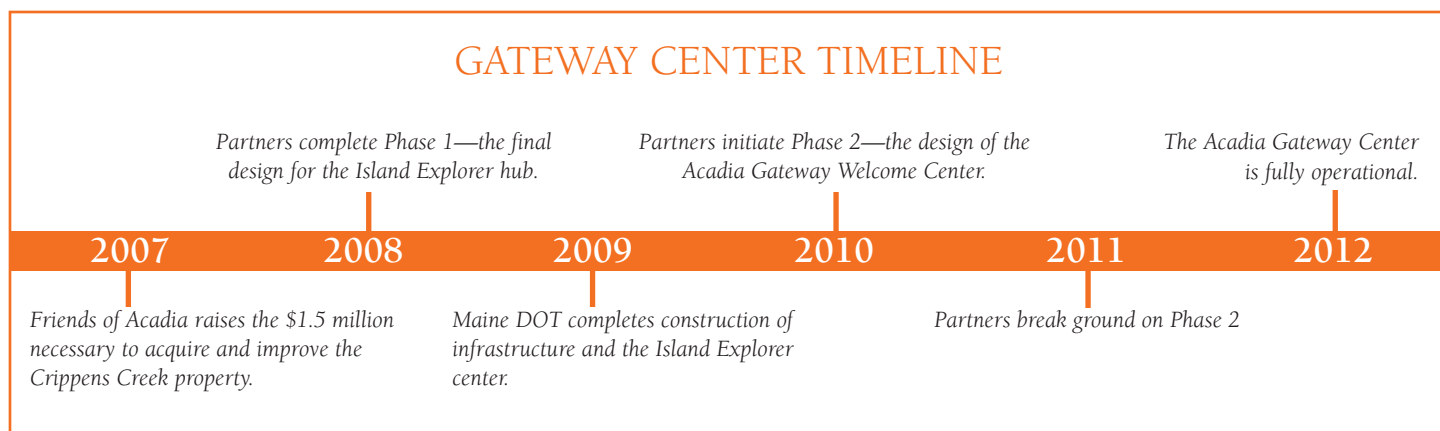 GATEWAY CENTER TIMELINE
Partners complete Phase 1—the final
design for the Island Explorer hub.
Partners initiate Phase 2—the design of the
Acadia Gateway Welcome Center.
The Acadia Gateway Center
is fully operational.
2007
2008
2009
2010
2011
2012
Friends of Acadia raises the $1.5 million
necessary to acquire and improve the
Crippens Creek property.
Maine DOT completes construction of
infrastructure and the Island Explorer
center.
Partners break ground on Phase 2